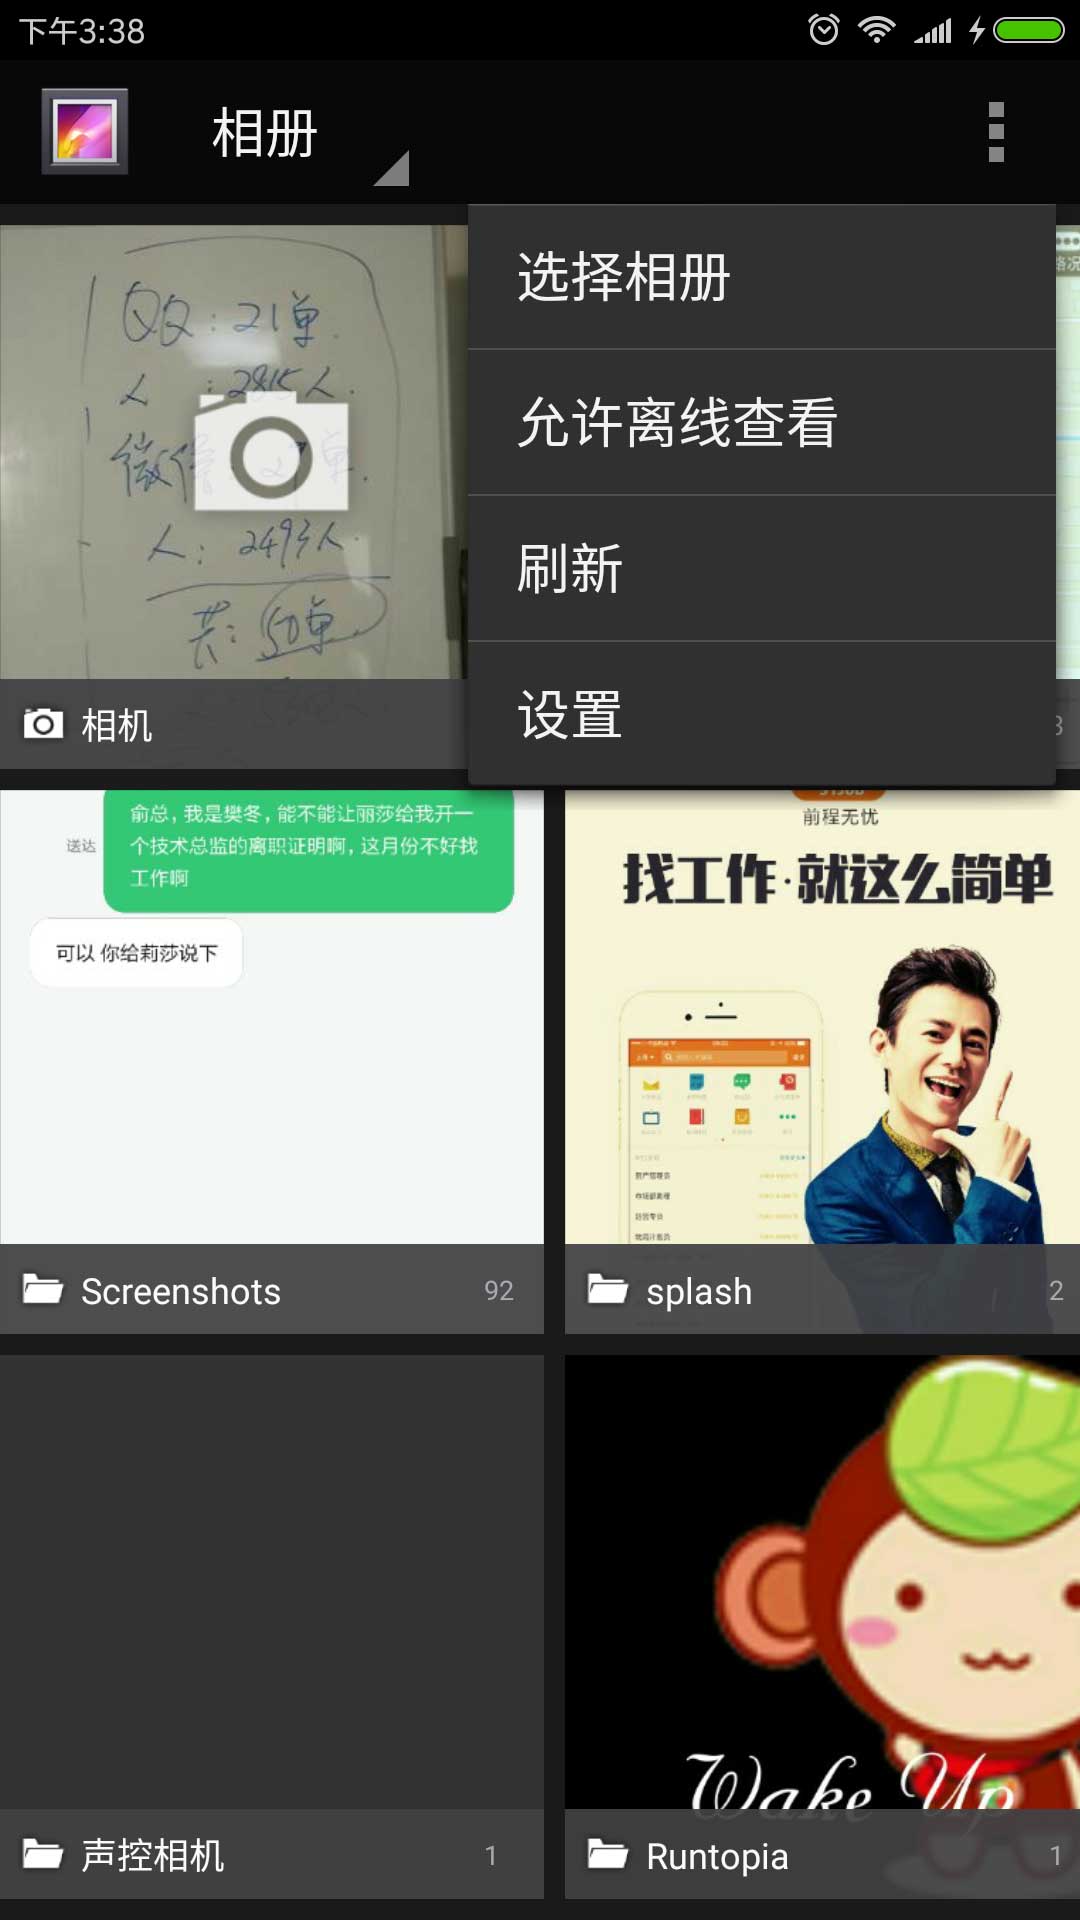 下午3:38
相册
选择相册
允许离线查看
刷新
设置
QQ:21单.
人:2815人.
人:2493人.
共:50单
相机
3
路况
送达
俞总，我是樊冬，能不能让丽莎给我开一
个技术总监的离职证明啊，这月份不好找
工作啊
可以 你给莉莎说下
前程无忧
找工作·就这么简单
Screenshots
92
splash
2
Wake Up
声控相机
1
Runtopia
1